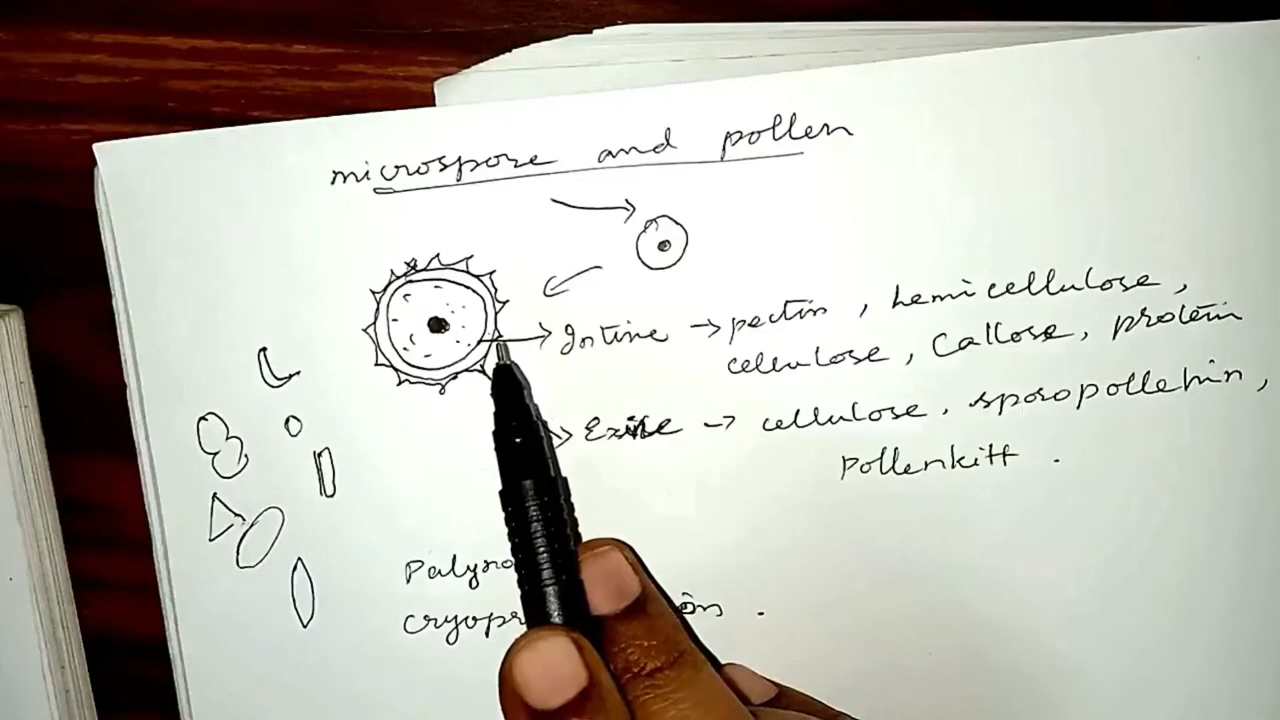 microspore and pollen
Intine → pectin, hemicellulose,
cellulose, callose, protein
Exine → cellulose, sporopollenin,
Pollenkitt.